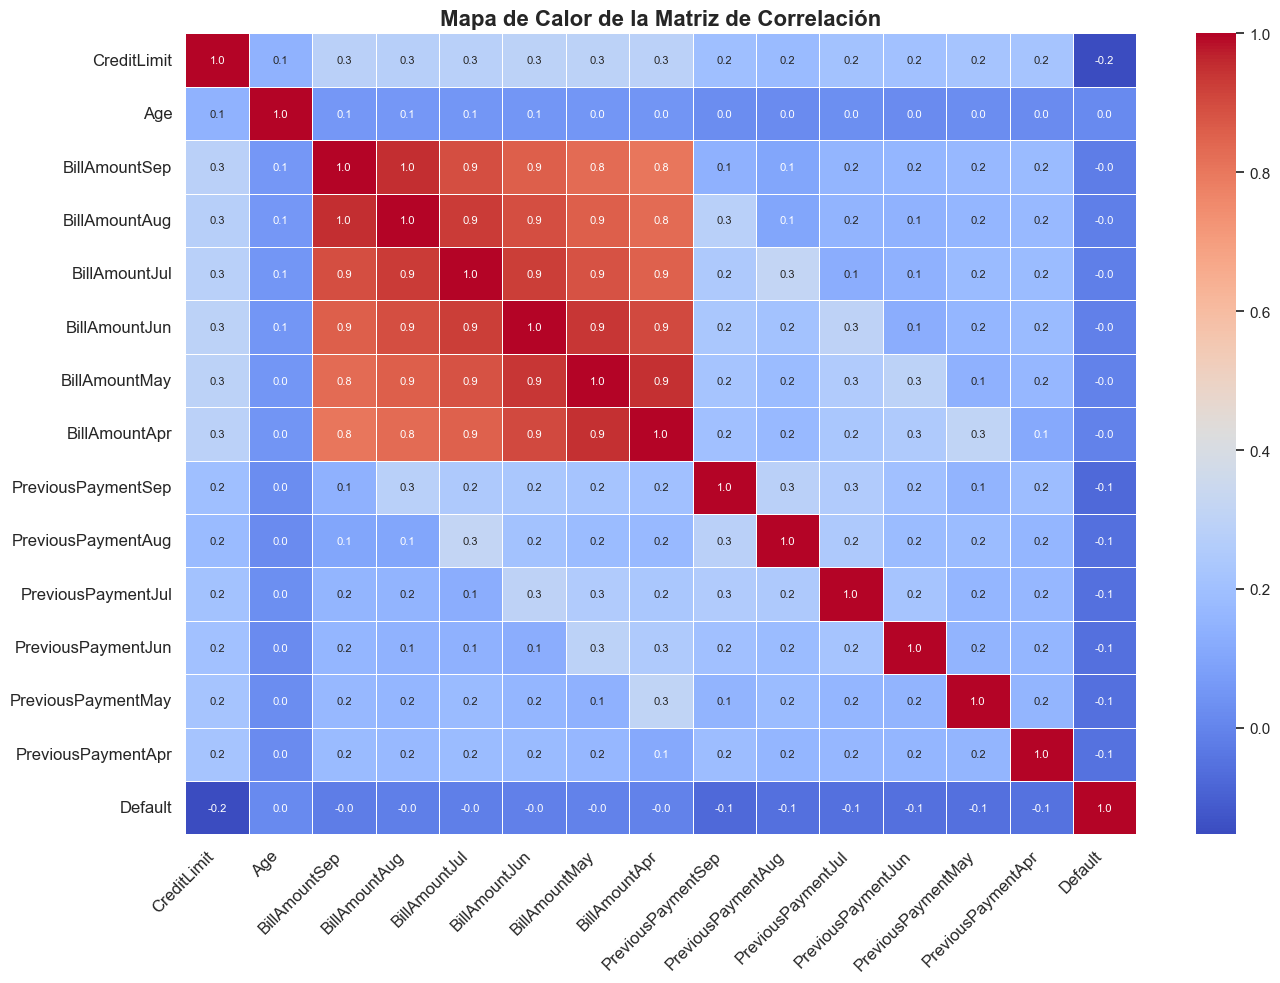 Mapa de Calor de la Matriz de Correlación
CreditLimit 1.0 0.1 0.3 0.3 0.3 0.3 0.3 0.3 0.2 0.2 0.2 0.2 0.2 0.2 -0.2
Age 0.1 1.0 0.1 0.1 0.1 0.1 0.0 0.0 0.0 0.0 0.0 0.0 0.0 0.0 0.0
BillAmountSep 0.3 0.1 1.0 1.0 0.9 0.9 0.8 0.8 0.1 0.1 0.2 0.2 0.2 0.2 -0.0
BillAmountAug 0.3 0.1 1.0 1.0 0.9 0.9 0.9 0.8 0.3 0.1 0.2 0.1 0.2 0.2 -0.0
BillAmountJul 0.3 0.1 0.9 0.9 1.0 0.9 0.9 0.9 0.2 0.3 0.1 0.1 0.2 0.2 -0.0
BillAmountJun 0.3 0.1 0.9 0.9 0.9 1.0 0.9 0.9 0.2 0.2 0.3 0.1 0.2 0.2 -0.0
BillAmountMay 0.3 0.0 0.8 0.9 0.9 0.9 1.0 0.9 0.2 0.2 0.3 0.3 0.1 0.2 -0.0
BillAmountApr 0.3 0.0 0.8 0.8 0.9 0.9 0.9 1.0 0.2 0.2 0.2 0.3 0.3 0.1 -0.0
PreviousPaymentSep 0.2 0.0 0.1 0.3 0.2 0.2 0.2 0.2 1.0 0.3 0.3 0.2 0.1 0.2 -0.1
PreviousPaymentAug 0.2 0.0 0.1 0.1 0.3 0.2 0.2 0.2 0.3 1.0 0.2 0.2 0.2 0.2 -0.1
PreviousPaymentJul 0.2 0.0 0.2 0.2 0.1 0.3 0.3 0.2 0.3 0.2 1.0 0.2 0.2 0.2 -0.1
PreviousPaymentJun 0.2 0.0 0.2 0.1 0.1 0.1 0.3 0.3 0.2 0.2 0.2 1.0 0.2 0.2 -0.1
PreviousPaymentMay 0.2 0.0 0.2 0.2 0.2 0.2 0.1 0.3 0.1 0.2 0.2 0.2 1.0 0.2 -0.1
PreviousPaymentApr 0.2 0.0 0.2 0.2 0.2 0.2 0.2 0.1 0.2 0.2 0.2 0.2 0.2 1.0 -0.1
Default -0.2 0.0 -0.0 -0.0 -0.0 -0.0 -0.0 -0.0 -0.1 -0.1 -0.1 -0.1 -0.1 -0.1 1.0
CreditLimit
Age
BillAmountSep
BillAmountAug
BillAmountJul
BillAmountJun
BillAmountMay
BillAmountApr
PreviousPaymentSep
PreviousPaymentAug
PreviousPaymentJul
PreviousPaymentJun
PreviousPaymentMay
PreviousPaymentApr
Default
1.0
0.8
0.6
0.4
0.2
0.0